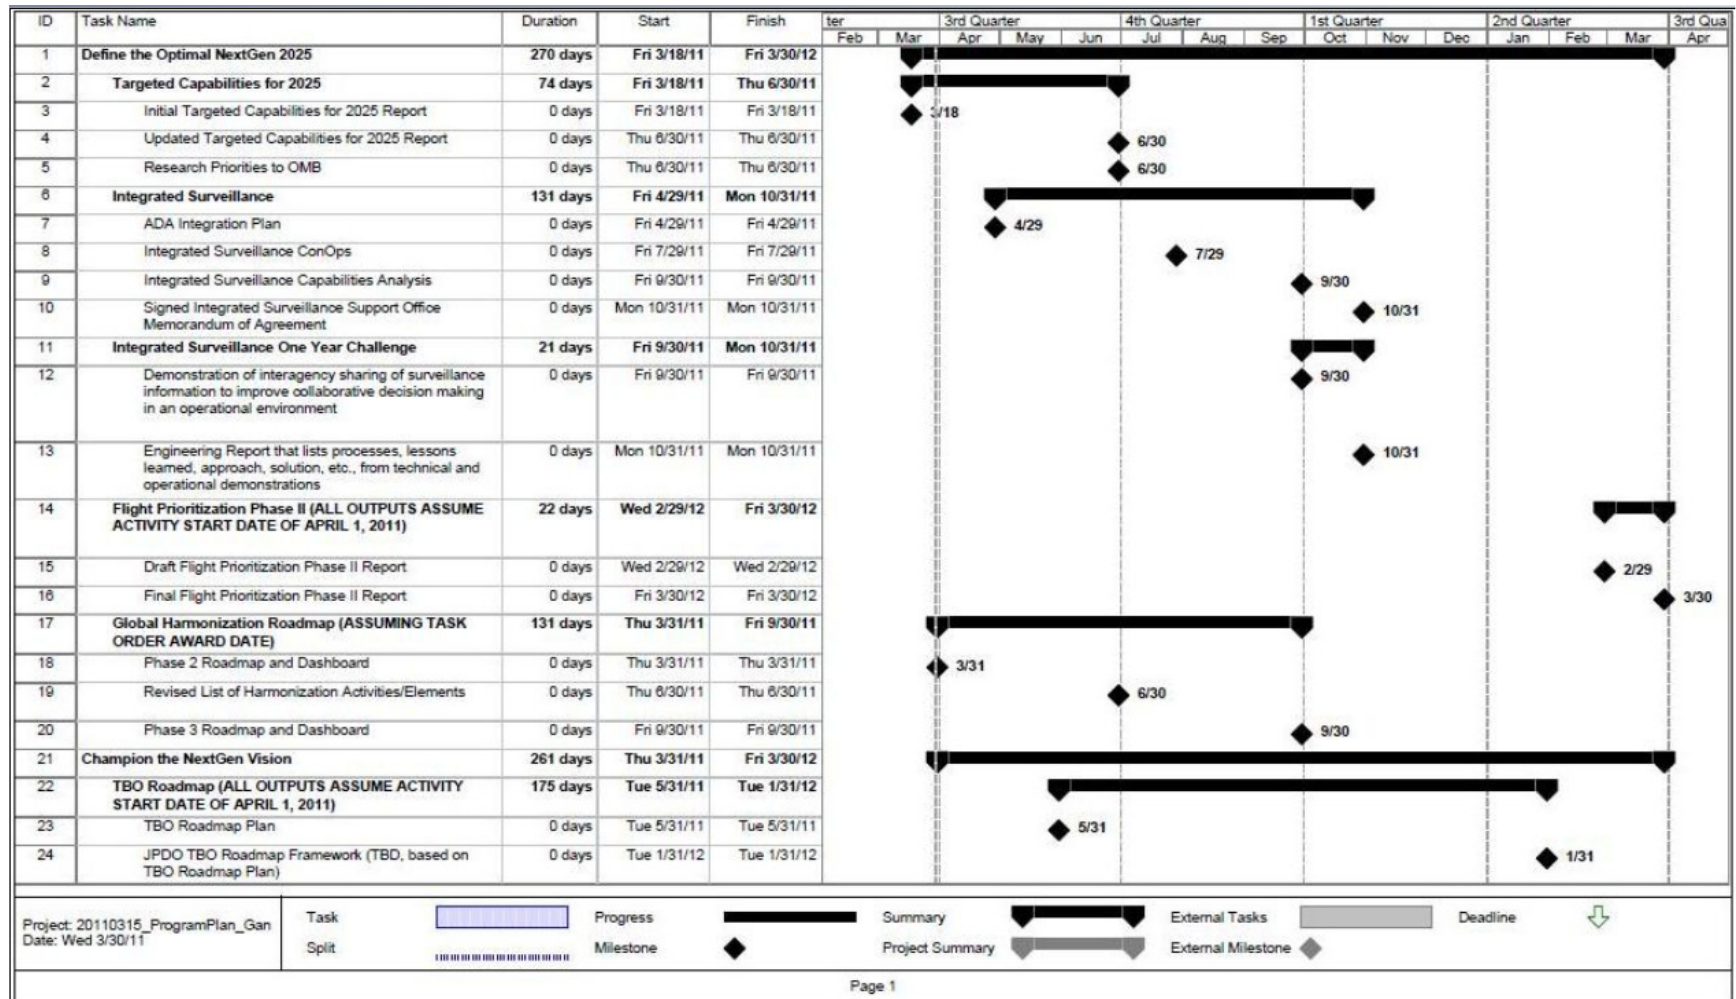 ID Task Name Duration Start Finish ter 3rd Quarter 4th Quarter 1st Quarter 2nd Quarter 3rd Qua
Feb Mar Apr May Jun Jul Aug Sep Oct Nov Dec Jan Feb Mar Apr
1 Define the Optimal NextGen 2025 270 days Fri 3/18/11 Fri 3/30/12
2 Targeted Capabilities for 2025 74 days Fri 3/18/11 Thu 6/30/11
3 Initial Targeted Capabilities for 2025 Report 0 days Fri 3/18/11 Fri 3/18/11 3/18
4 Updated Targeted Capabilities for 2025 Report 0 days Thu 6/30/11 Thu 6/30/11 6/30
5 Research Priorities to OMB 0 days Thu 6/30/11 Thu 6/30/11 6/30
6 Integrated Surveillance 131 days Fri 4/29/11 Mon 10/31/11
7 ADA Integration Plan 0 days Fri 4/29/11 Fri 4/29/11 4/29
8 Integrated Surveillance ConOps 0 days Fri 7/29/11 Fri 7/29/11 7/29
9 Integrated Surveillance Capabilities Analysis 0 days Fri 9/30/11 Fri 9/30/11 9/30
10 Signed Integrated Surveillance Support Office 0 days Mon 10/31/11 Mon 10/31/11 10/31
Memorandum of Agreement
11 Integrated Surveillance One Year Challenge 21 days Fri 9/30/11 Mon 10/31/11
12 Demonstration of interagency sharing of surveillance 0 days Fri 9/30/11 Fri 9/30/11 9/30
information to improve collaborative decision making
in an operational environment
13 Engineering Report that lists processes, lessons 0 days Mon 10/31/11 Mon 10/31/11 10/31
learned, approach, solution, etc., from technical and
operational demonstrations
14 Flight Prioritization Phase II (ALL OUTPUTS ASSUME 22 days Wed 2/29/12 Fri 3/30/12
ACTIVITY START DATE OF APRIL 1, 2011)
15 Draft Flight Prioritization Phase II Report 0 days Wed 2/29/12 Wed 2/29/12 2/29
16 Final Flight Prioritization Phase II Report 0 days Fri 3/30/12 Fri 3/30/12 3/30
17 Global Harmonization Roadmap (ASSUMING TASK 131 days Thu 3/31/11 Fri 9/30/11
ORDER AWARD DATE)
18 Phase 2 Roadmap and Dashboard 0 days Thu 3/31/11 Thu 3/31/11 3/31
19 Revised List of Harmonization Activities/Elements 0 days Thu 6/30/11 Thu 6/30/11 6/30
20 Phase 3 Roadmap and Dashboard 0 days Fri 9/30/11 Fri 9/30/11 9/30
21 Champion the NextGen Vision 261 days Thu 3/31/11 Fri 3/30/12
22 TBO Roadmap (ALL OUTPUTS ASSUME ACTIVITY 175 days Tue 5/31/11 Tue 1/31/12
START DATE OF APRIL 1, 2011)
23 TBO Roadmap Plan 0 days Tue 5/31/11 Tue 5/31/11 5/31
24 JPDO TBO Roadmap Framework (TBD, based on 0 days Tue 1/31/12 Tue 1/31/12 1/31
TBO Roadmap Plan)
Project: 20110315_ProgramPlan_Gan
Date: Wed 3/30/11
Task Progress Summary External Tasks Deadline
Split Milestone Project Summary External Milestone
Page 1